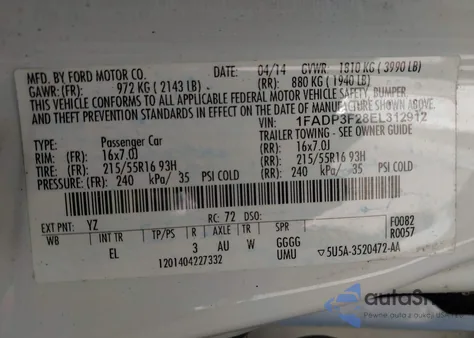 MFD. BY FORD MOTOR CO. DATE: 04/14 GVWR: 1810 KG ( 3990 LB)
GAWR: (FR): 972 KG ( 2143 LB) (RR): 880 KG (1940 LB)
THIS VEHICLE CONFORMS TO ALL APPLICABLE FEDERAL MOTOR VEHICLE SAFETY, BUMPER
AND THEFT PREVENTION STANDARDS IN EFFECT ON THE DATE OF MANUFACTURE
VIN: 1FADP3F28EL312912
TYPE: Passenger Car TRAILER TOWING - SEE OWNER GUIDE
RIM: (FR): 16x7.0J (RR): 16x7.0J
TIRE: (FR): 215/55R16 93H (RR): 215/55R16 93H
PRESSURE: (FR): 240 kPa/ 35 PSI COLD (RR): 240 kPa/ 35 PSI COLD
EXT PNT: YZ RC: 72 DSO: F0082
WB INT TR TP/PS R AXLE TR SPR R0057
EL 3 AU W GGGG
1201404227332 UMU ▽5U5A-3520472-AA
Pewne auto z